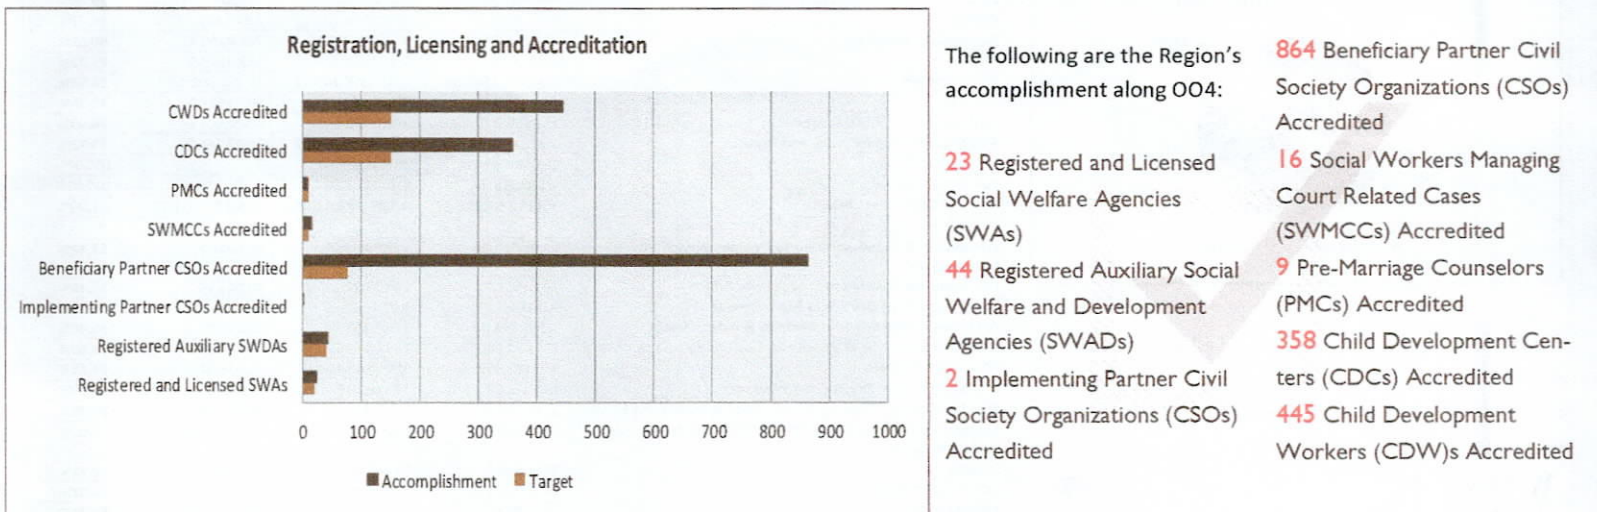 Registration, Licensing and Accreditation
CWDs Accredited
CDCs Accredited
PMCs Accredited
SWMCCs Accredited
Beneficiary Partner CSOs Accredited
Implementing Partner CSOs Accredited
Registered Auxiliary SWDAs
Registered and Licensed SWAs
0 100 200 300 400 500 600 700 800 900 1000
Accomplishment Target
The following are the Region's
accomplishment along OO4:
23 Registered and Licensed
Social Welfare Agencies
(SWAs)
44 Registered Auxiliary Social
Welfare and Development
Agencies (SWADs)
2 Implementing Partner Civil
Society Organizations (CSOs)
Accredited
864 Beneficiary Partner Civil
Society Organizations (CSOs)
Accredited
16 Social Workers Managing
Court Related Cases
(SWMCCs) Accredited
9 Pre-Marriage Counselors
(PMCs) Accredited
358 Child Development Cen-
ters (CDCs) Accredited
445 Child Development
Workers (CDW)s Accredited